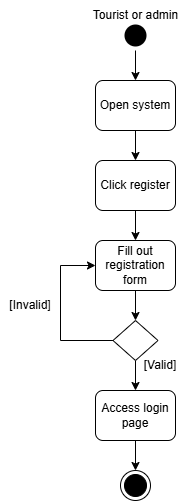 Tourist or admin
Open system
Click register
Fill out
registration
form
[Invalid]
[Valid]
Access login
page